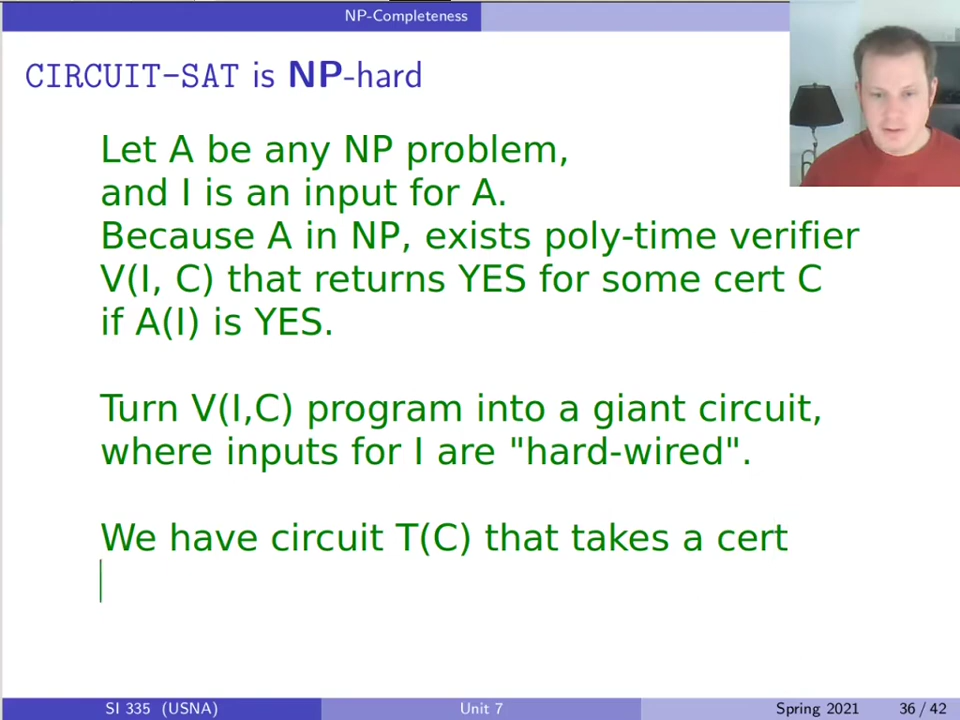 NP-Completeness
CIRCUIT-SAT is NP-hard
Let A be any NP problem,
and I is an input for A.
Because A in NP, exists poly-time verifier
V(I, C) that returns YES for some cert C
if A(I) is YES.
Turn V(I,C) program into a giant circuit,
where inputs for I are "hard-wired".
We have circuit T(C) that takes a cert
SI 335 (USNA) Unit 7 Spring 2021 36 / 42